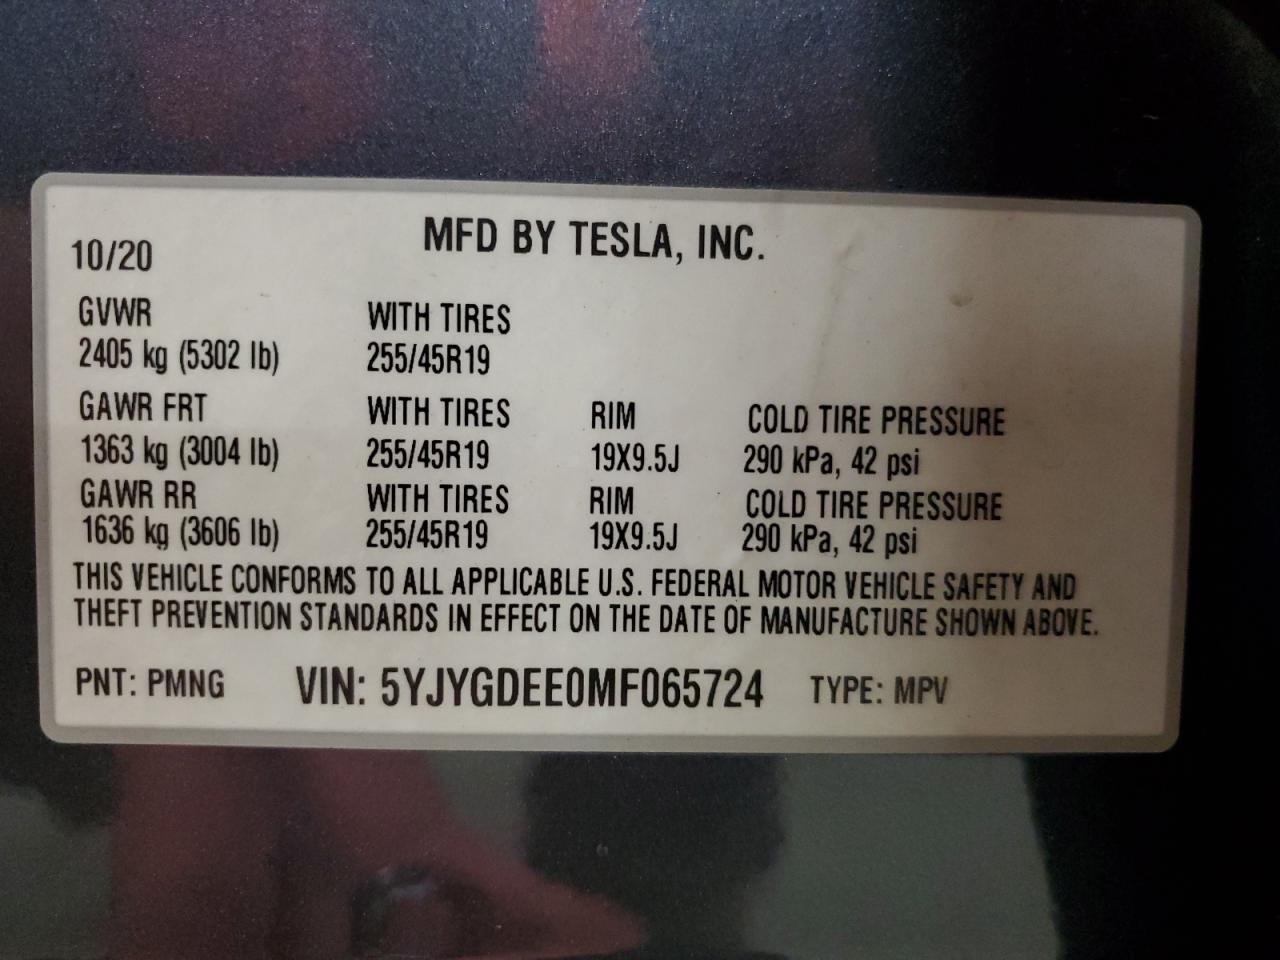 MFD BY TESLA, INC.
10/20
GVWR WITH TIRES
2405 kg (5302 lb) 255/45R19
GAWR FRT WITH TIRES RIM COLD TIRE PRESSURE
1363 kg (3004 lb) 255/45R19 19X9.5J 290 kPa, 42 psi
GAWR RR WITH TIRES RIM COLD TIRE PRESSURE
1636 kg (3606 lb) 255/45R19 19X9.5J 290 kPa, 42 psi
THIS VEHICLE CONFORMS TO ALL APPLICABLE U.S. FEDERAL MOTOR VEHICLE SAFETY AND
THEFT PREVENTION STANDARDS IN EFFECT ON THE DATE OF MANUFACTURE SHOWN ABOVE.
PNT: PMNG VIN: 5YJYGDEE0MF065724 TYPE: MPV